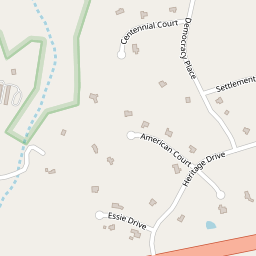 Centennial Court
Democracy Place
Settlement
American Court
Heritage Drive
Essie Drive